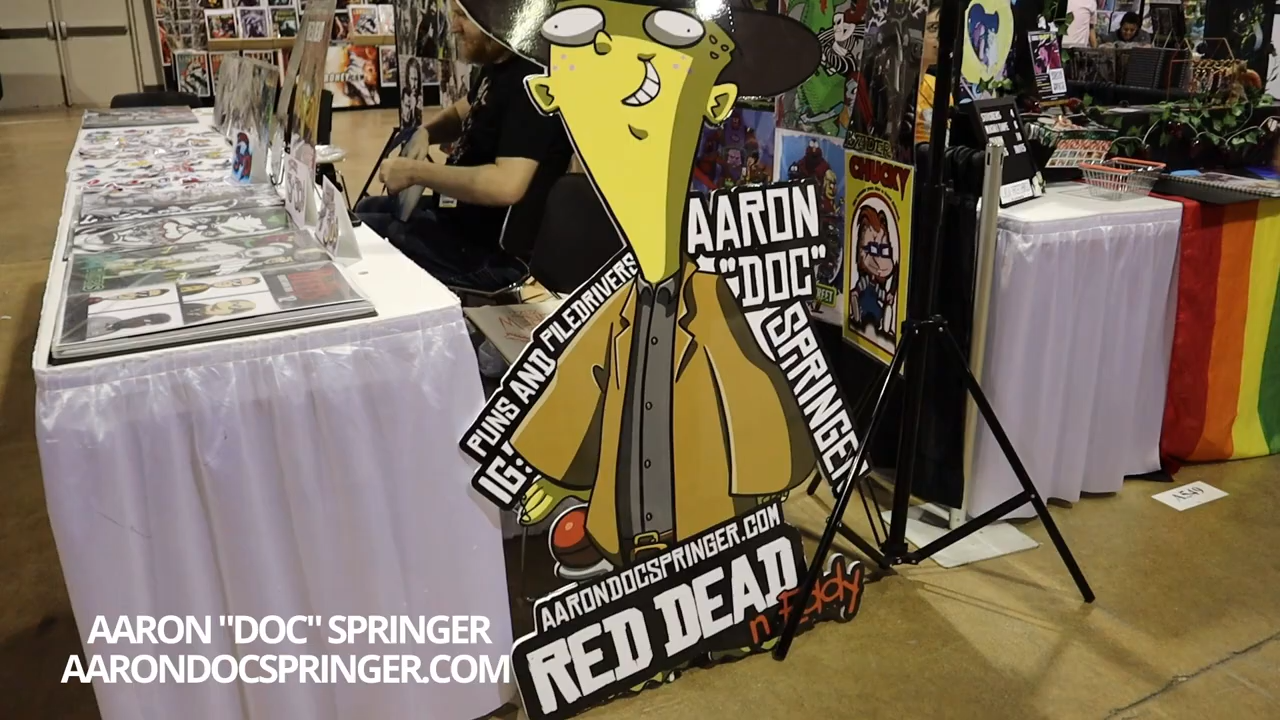 CHUCKY
AARON
"DOC"
SPRINGER
PUNS AND PILEDRIVERS
IG:
AARONDOCSPRINGER.COM
RED DEAD
n Eddy
A549
AARON "DOC" SPRINGER
AARONDOCSPRINGER.COM